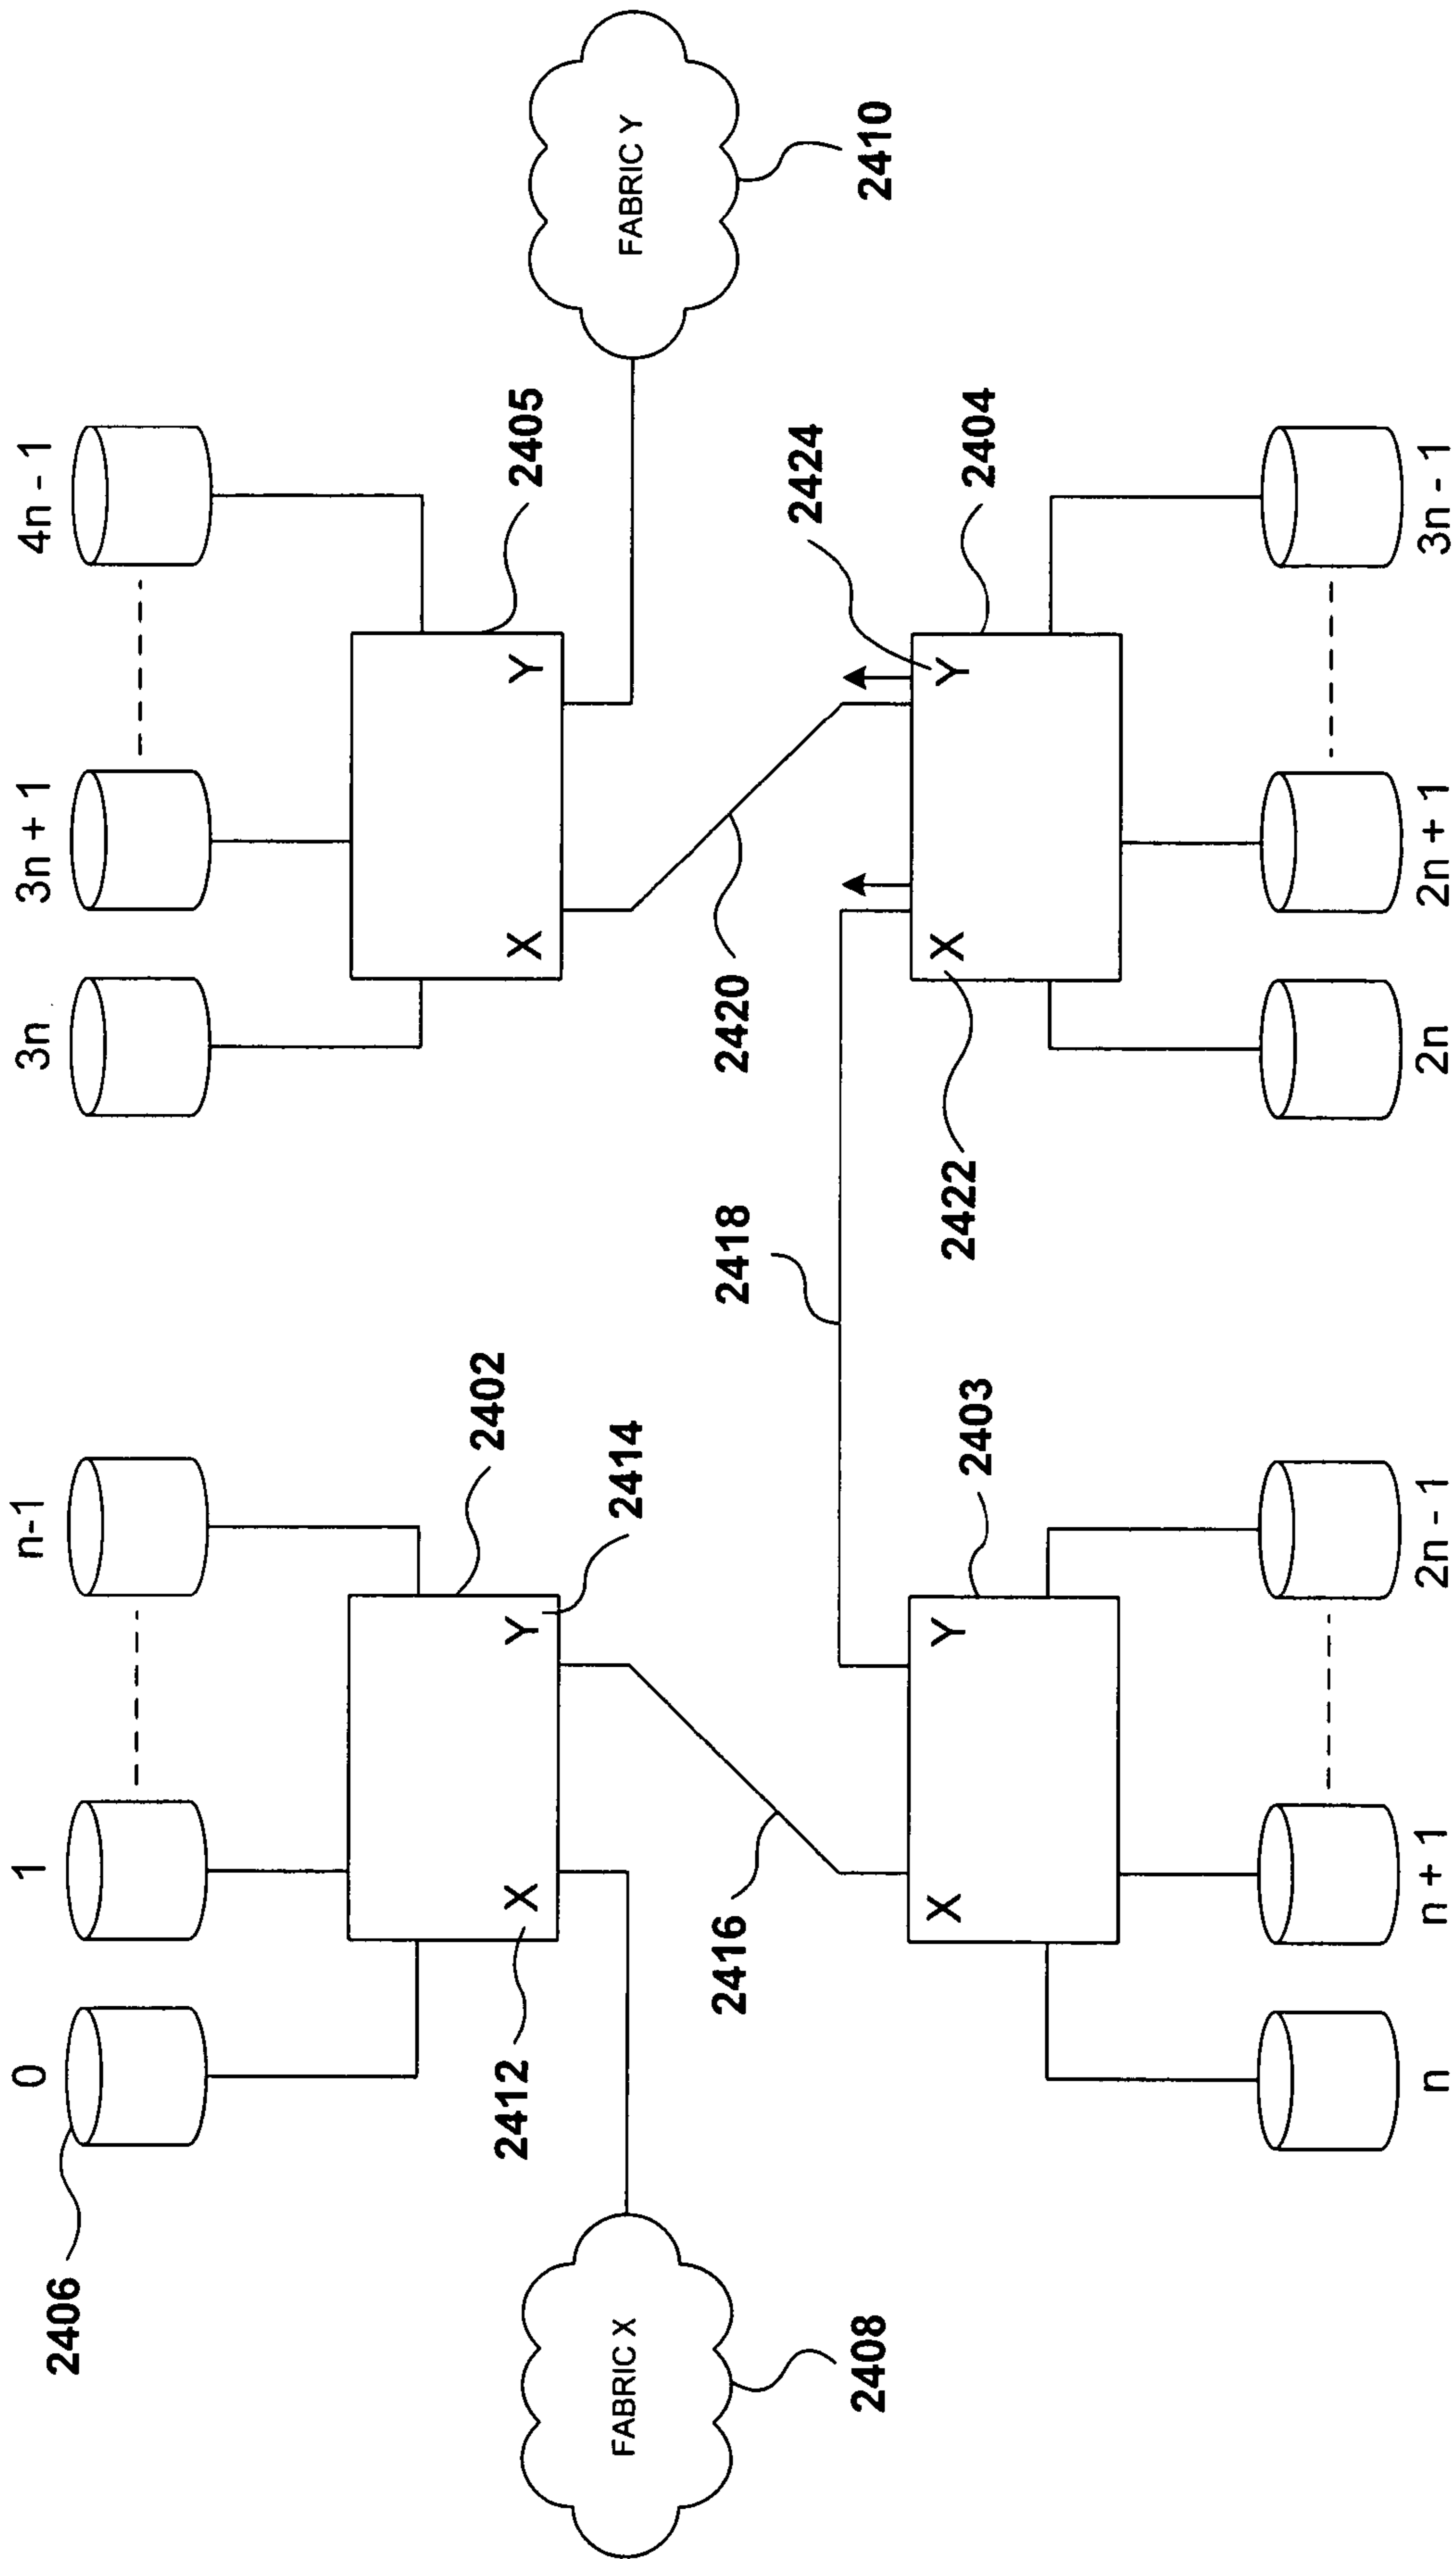 0
1
n-1
3n
3n + 1
4n - 1
2406
2402
2405
X
Y
X
Y
2412
2414
FABRIC X
FABRIC Y
2408
2410
2416
2418
2420
2424
2403
2404
X
Y
X
Y
2422
n
n + 1
2n - 1
2n
2n + 1
3n - 1